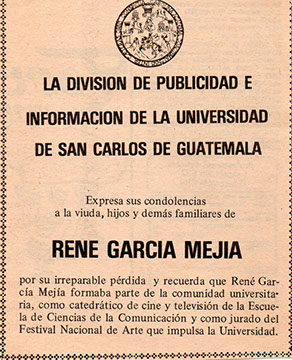 LA DIVISION DE PUBLICIDAD E
INFORMACION DE LA UNIVERSIDAD
DE SAN CARLOS DE GUATEMALA
Expresa sus condolencias
a la viuda, hijos y demás familiares de
RENE GARCIA MEJIA
por su irreparable pérdida y recuerda que René Gar-
cía Mejía formaba parte de la comunidad universita-
ria, como catedrático de cine y televisión de la Escue-
la de Ciencias de la Comunicación y como jurado del
Festival Nacional de Arte que impulsa la Universidad.